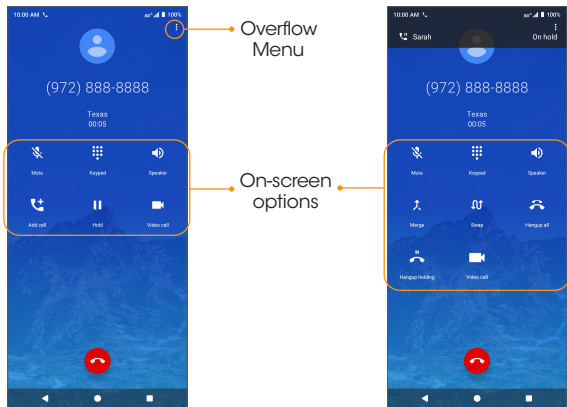 10:00 AM 100%
(972) 888-8888
Texas
00:05
Mute Keypad Speaker
Add call Hold Video call
Overflow
Menu
On-screen
options
10:00 AM 100%
Sarah On hold
(972) 888-8888
Texas
00:05
Mute Keypad Speaker
Merge Swap Hangup all
Hangup holding Video call